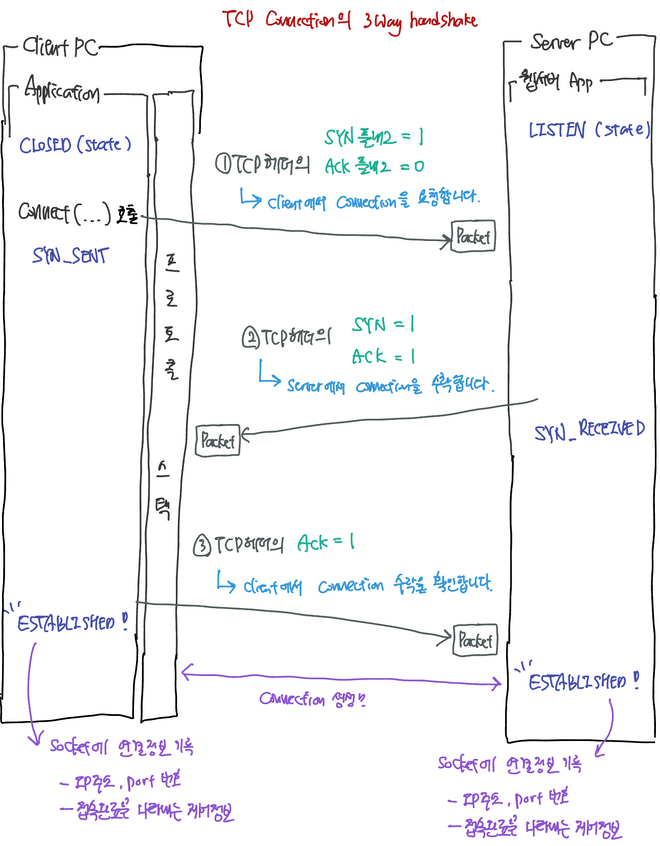 TCP Connection의 3Way handshake
Client PC
Server PC
Application
웹서버 App
CLOSED (state)
LISTEN (state)
SYN 플래그 = 1
① TCP 헤더의 Ack 플래그 = 0
Client에서 Connection을 요청합니다.
Connect (...) 호출
Packet
SYN_SENT
프로토콜 스택
SYN = 1
② TCP 헤더의
ACK = 1
Server에서 Connection을 수락합니다.
Packet
SYN_RECEIVED
③ TCP 헤더의 Ack = 1
Client에서 Connection 수락을 확인합니다.
ESTABLISHED !
Packet
ESTABLISHED !
Connection 생성!
Socket에 연결정보 기록
- IP주소, Port 번호
- 접속완료를 나타내는 제어정보
Socket에 연결정보 기록
- IP주소, Port 번호
- 접속완료를 나타내는 제어정보